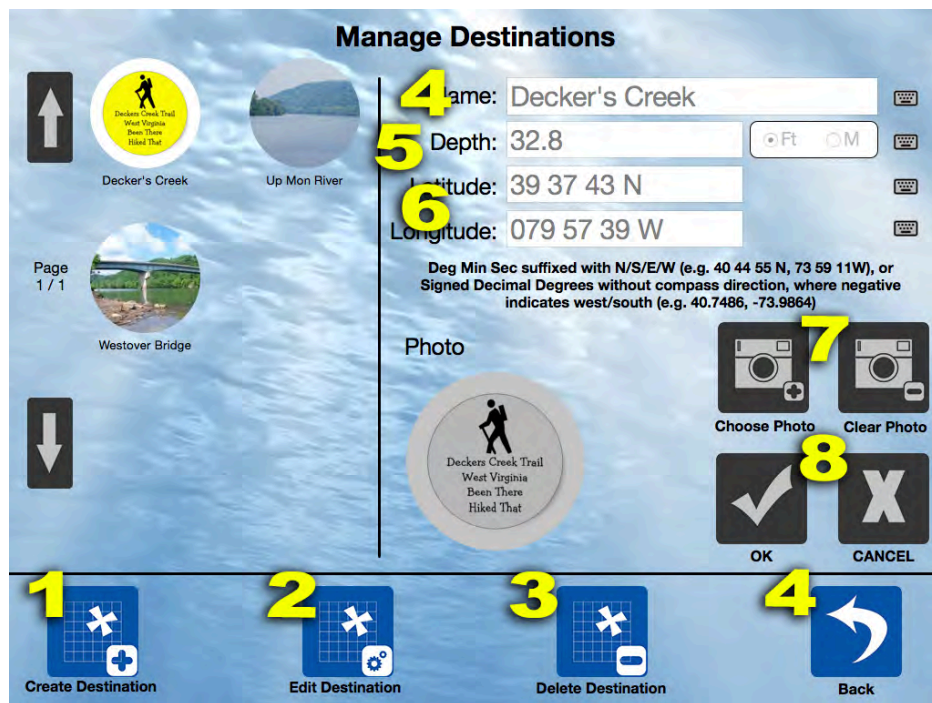 Manage Destinations
Deckers Creek Trail
West Virginia
Been There
Hiked That
Decker's Creek
Up Mon River
Page
1 / 1
Westover Bridge
4
Name: Decker's Creek
5
Depth: 32.8 Ft M
Latitude: 39 37 43 N
6
Longitude: 079 57 39 W
Deg Min Sec suffixed with N/S/E/W (e.g. 40 44 55 N, 73 59 11W), or
Signed Decimal Degrees without compass direction, where negative
indicates west/south (e.g. 40.7486, -73.9864)
Photo
Deckers Creek Trail
West Virginia
Been There
Hiked That
7
Choose Photo
Clear Photo
8
OK
X
CANCEL
1
Create Destination
2
Edit Destination
3
Delete Destination
4
Back